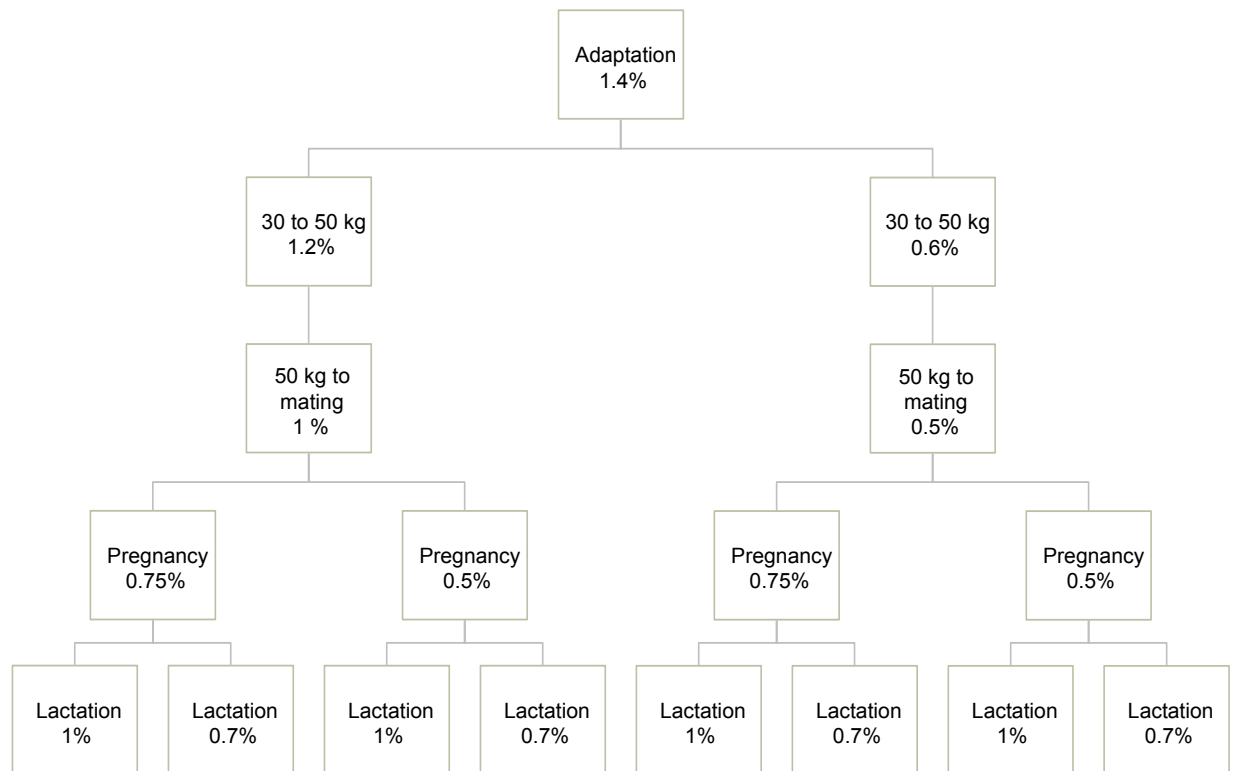 Adaptation
1.4%
30 to 50 kg
1.2%
30 to 50 kg
0.6%
50 kg to
mating
1 %
50 kg to
mating
0.5%
Pregnancy
0.75%
Pregnancy
0.5%
Pregnancy
0.75%
Pregnancy
0.5%
Lactation
1%
Lactation
0.7%
Lactation
1%
Lactation
0.7%
Lactation
1%
Lactation
0.7%
Lactation
1%
Lactation
0.7%